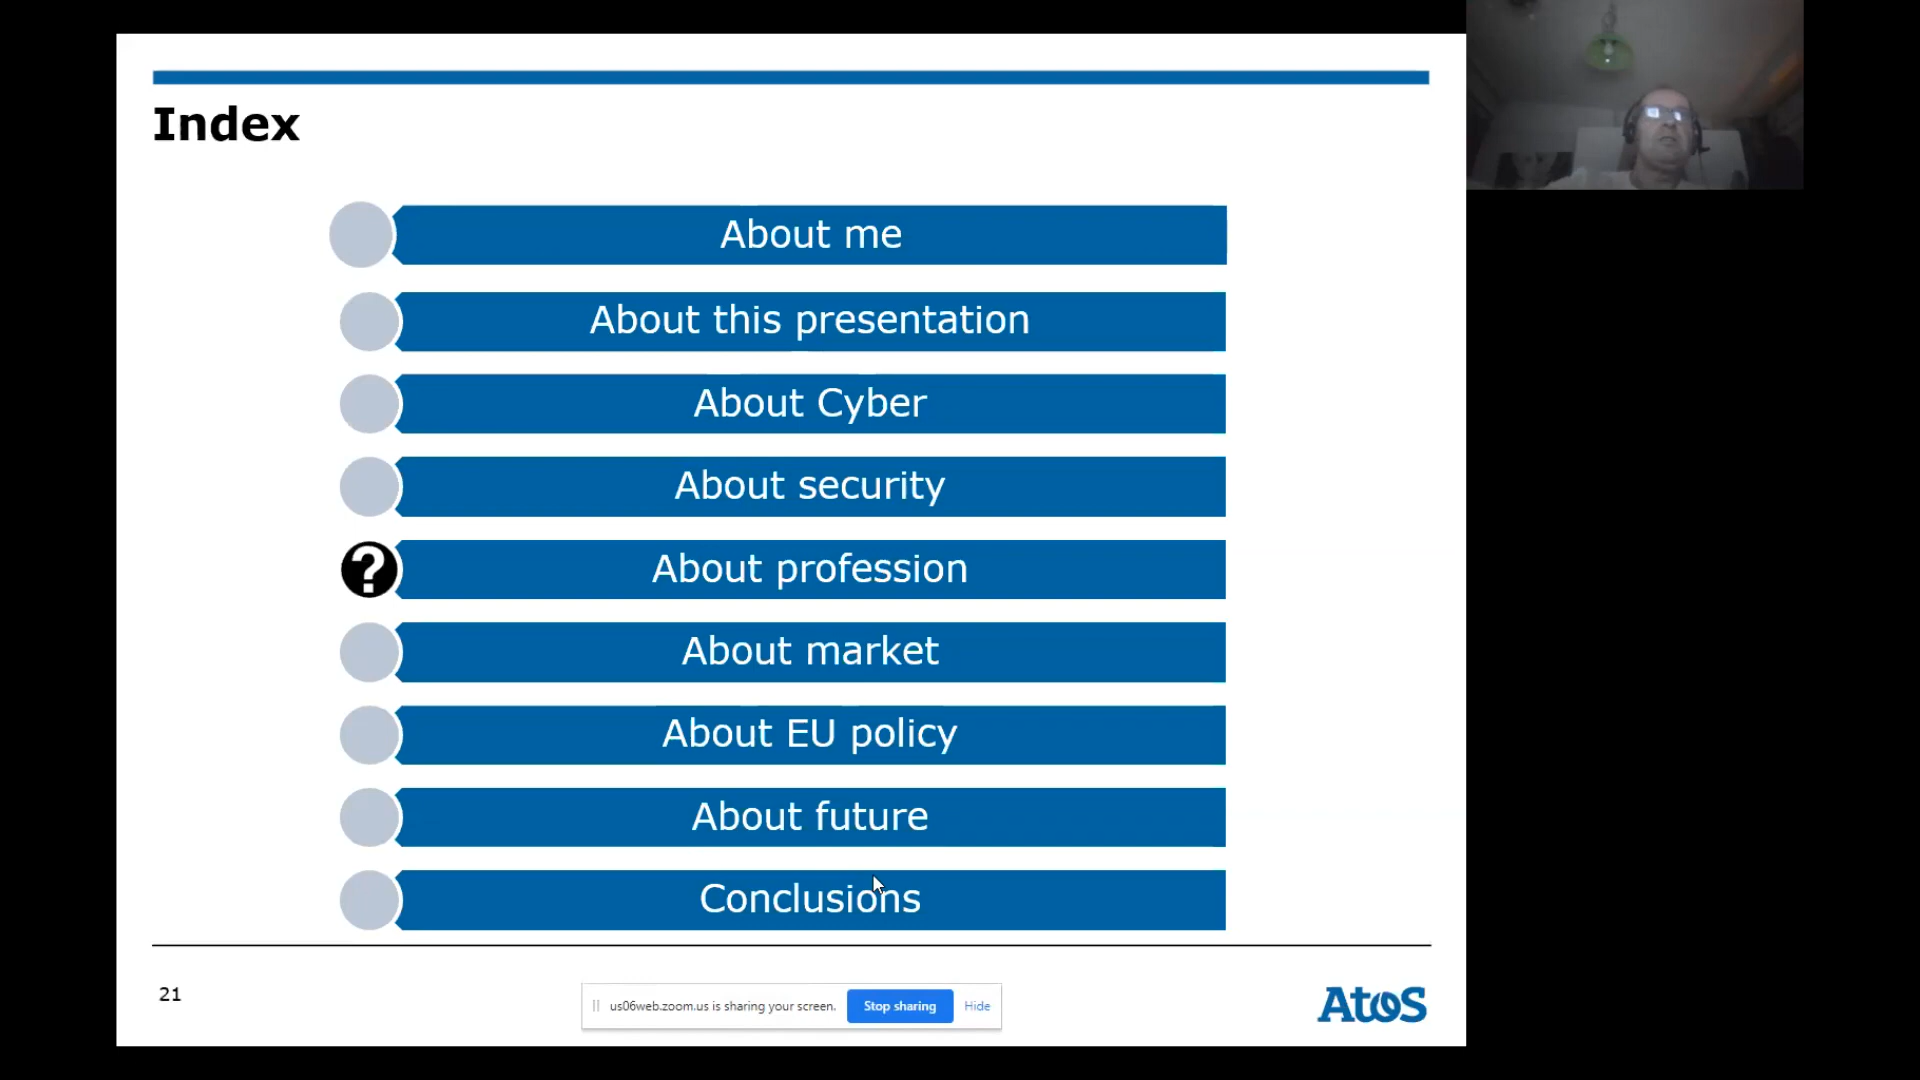 Index
About me
About this presentation
About Cyber
About security
?
About profession
About market
About EU policy
About future
Conclusions
21
us06web.zoom.us is sharing your screen.
Stop sharing
Hide
Atos